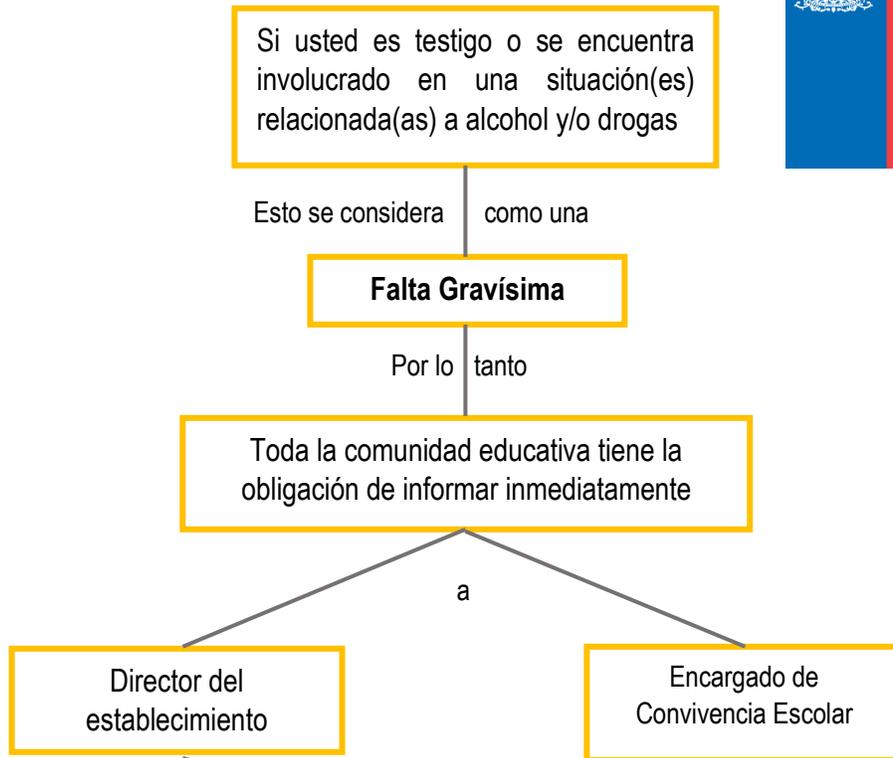 Si usted es testigo o se encuentra
involucrado en una situación(es)
relacionada(as) a alcohol y/o drogas
Esto se considera como una
Falta Gravísima
Por lo tanto
Toda la comunidad educativa tiene la
obligación de informar inmediatamente
a
Director del
establecimiento
Encargado de
Convivencia Escolar